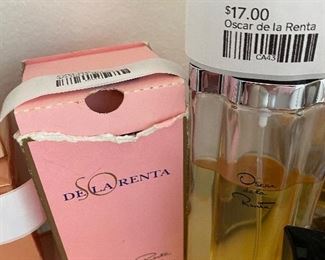 $17.00
Oscar de la Renta
CA43
SO
DE LA RENTA
Oscar
de la
Renta